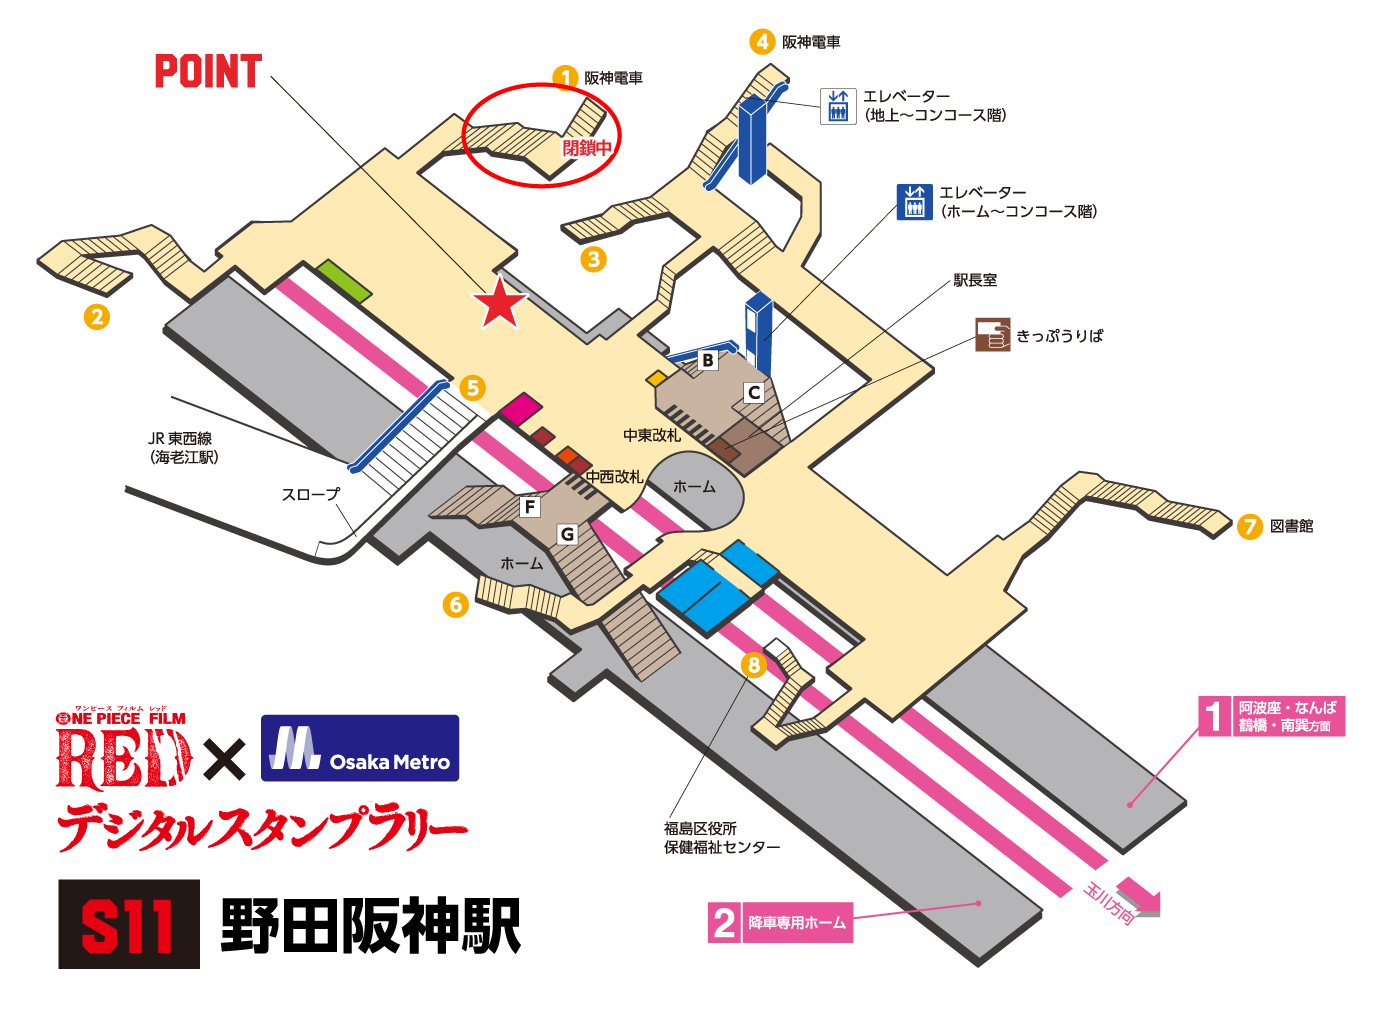 POINT
1 阪神電車
閉鎖中
4 阪神電車
エレベーター
（地上〜コンコース階）
エレベーター
（ホーム〜コンコース階）
3
2
駅長室
きっぷうりば
B
C
5
中東改札
JR 東西線
（海老江駅）
スロープ
中西改札
ホーム
F
G
ホーム
7 図書館
6
8
福島区役所
保健福祉センター
1 阿波座・なんば
鶴橋・南巽方面
2 降車専用ホーム
玉川方向
ワンピース フィルム レッド
ONE PIECE FILM
RED
×
Osaka Metro
デジタルスタンプラリー
S11
野田阪神駅